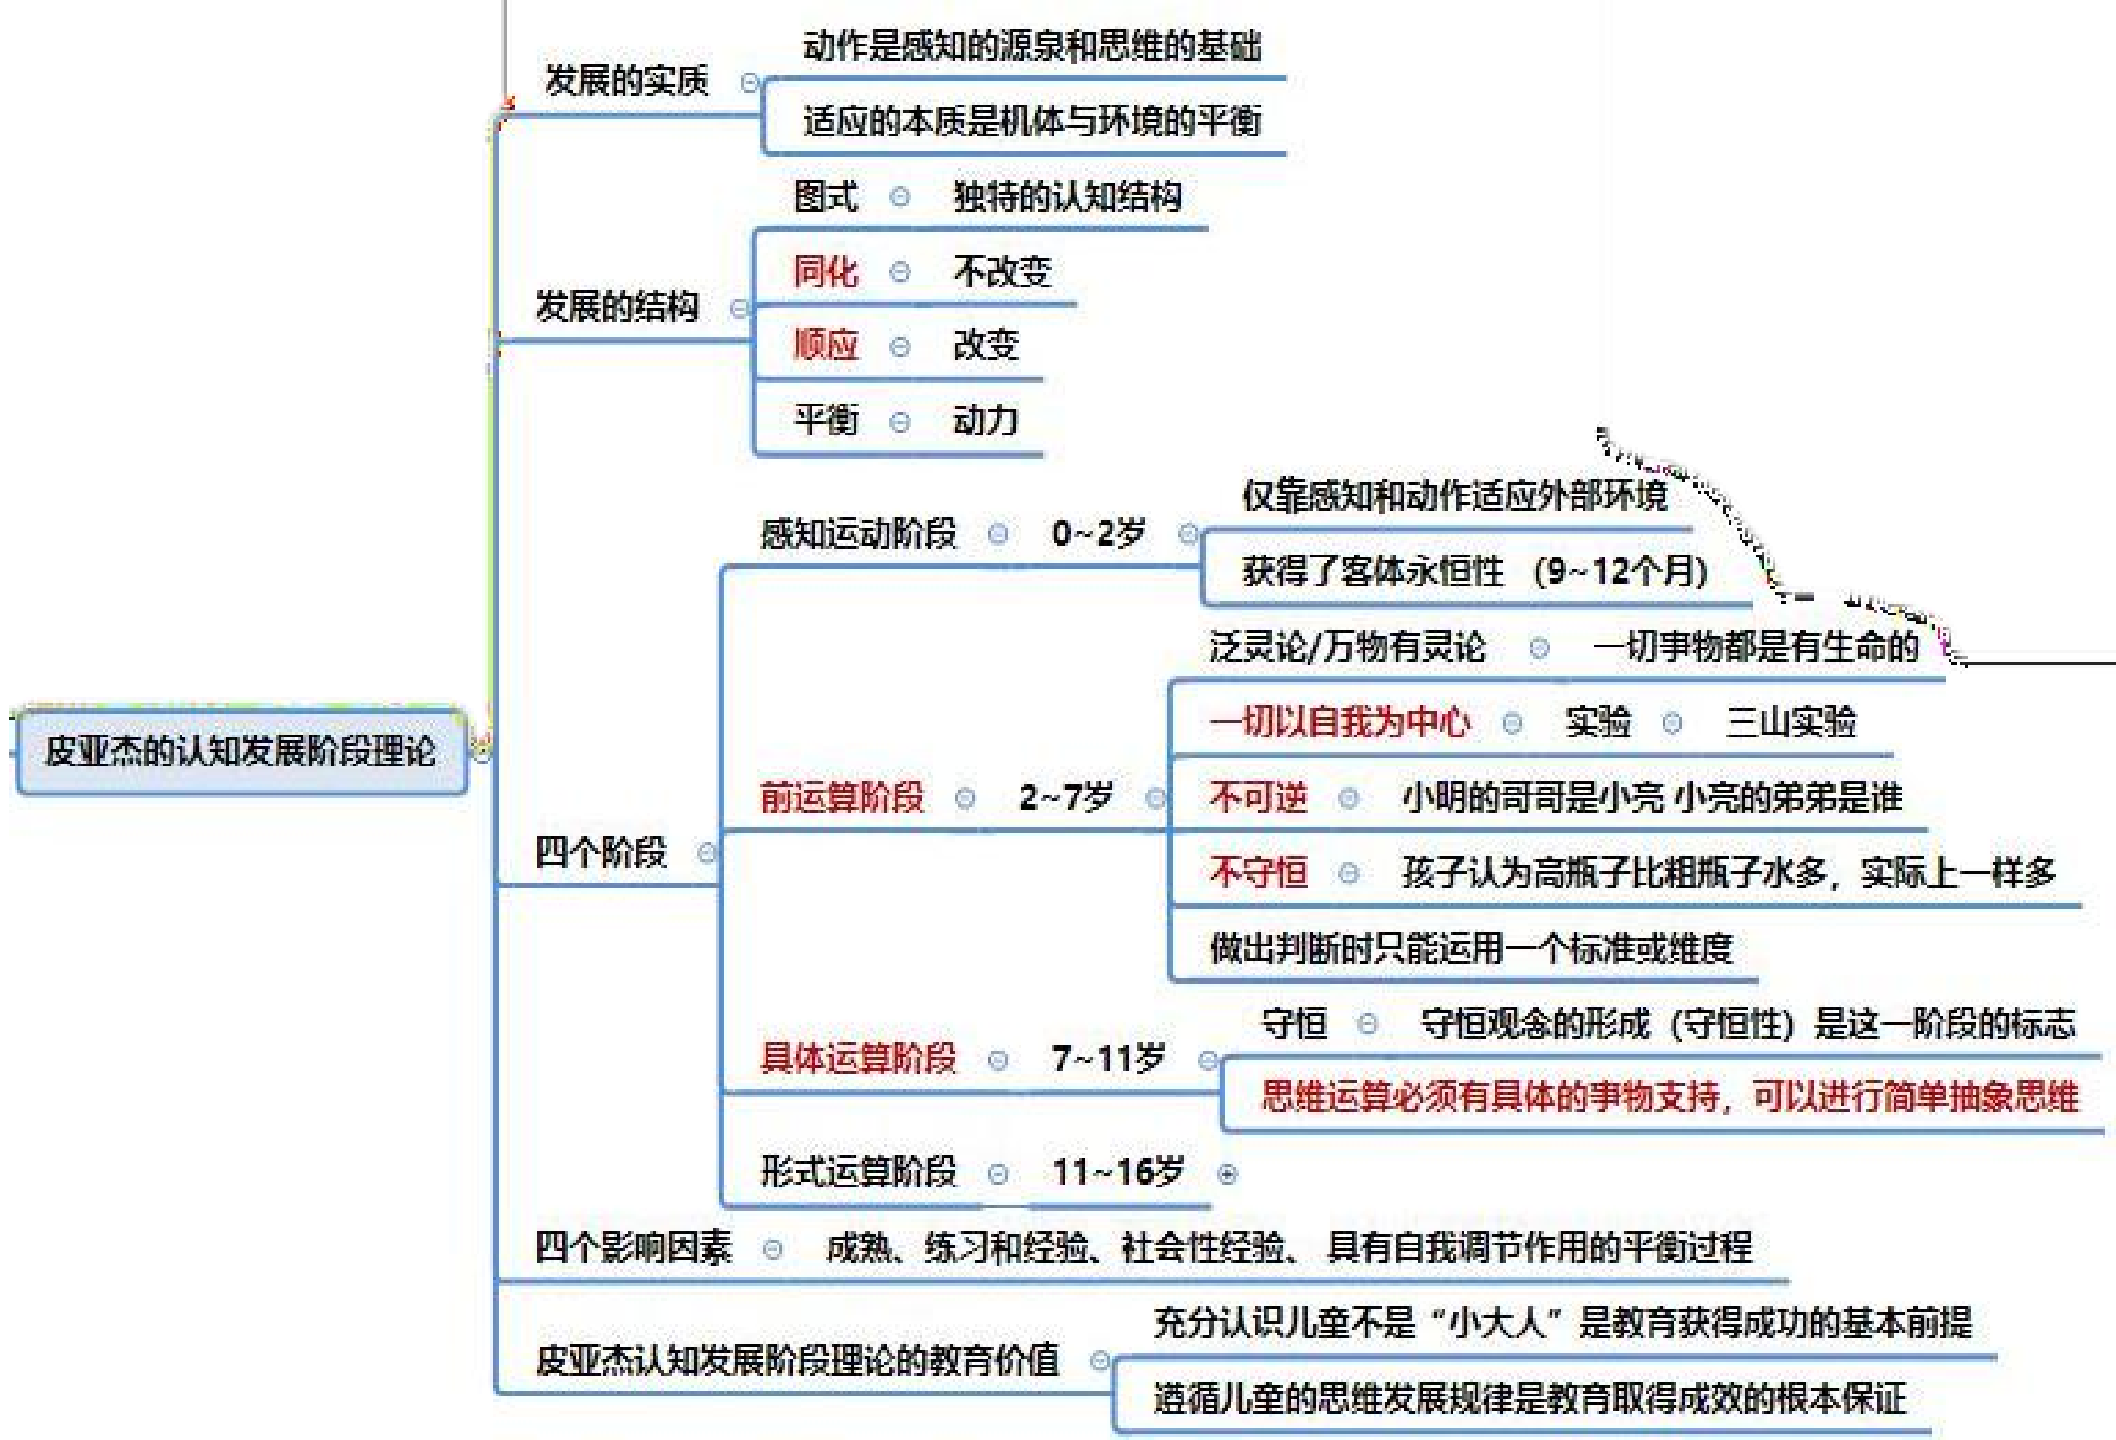 发展的实质
动作是感知的源泉和思维的基础
适应的本质是机体与环境的平衡
发展的结构
图式 独特的认知结构
同化 不改变
顺应 改变
平衡 动力
皮亚杰的认知发展阶段理论
四个阶段
感知运动阶段 0~2岁
仅靠感知和动作适应外部环境
获得了客体永恒性 (9~12个月)
前运算阶段 2~7岁
泛灵论/万物有灵论 一切事物都是有生命的
一切以自我为中心 实验 三山实验
不可逆 小明的哥哥是小亮 小亮的弟弟是谁
不守恒 孩子认为高瓶子比粗瓶子水多，实际上一样多
做出判断时只能运用一个标准或维度
具体运算阶段 7~11岁
守恒 守恒观念的形成（守恒性）是这一阶段的标志
思维运算必须有具体的事物支持，可以进行简单抽象思维
形式运算阶段 11~16岁
四个影响因素 成熟、练习和经验、社会性经验、 具有自我调节作用的平衡过程
皮亚杰认知发展阶段理论的教育价值
充分认识儿童不是“小大人”是教育获得成功的基本前提
遵循儿童的思维发展规律是教育取得成效的根本保证